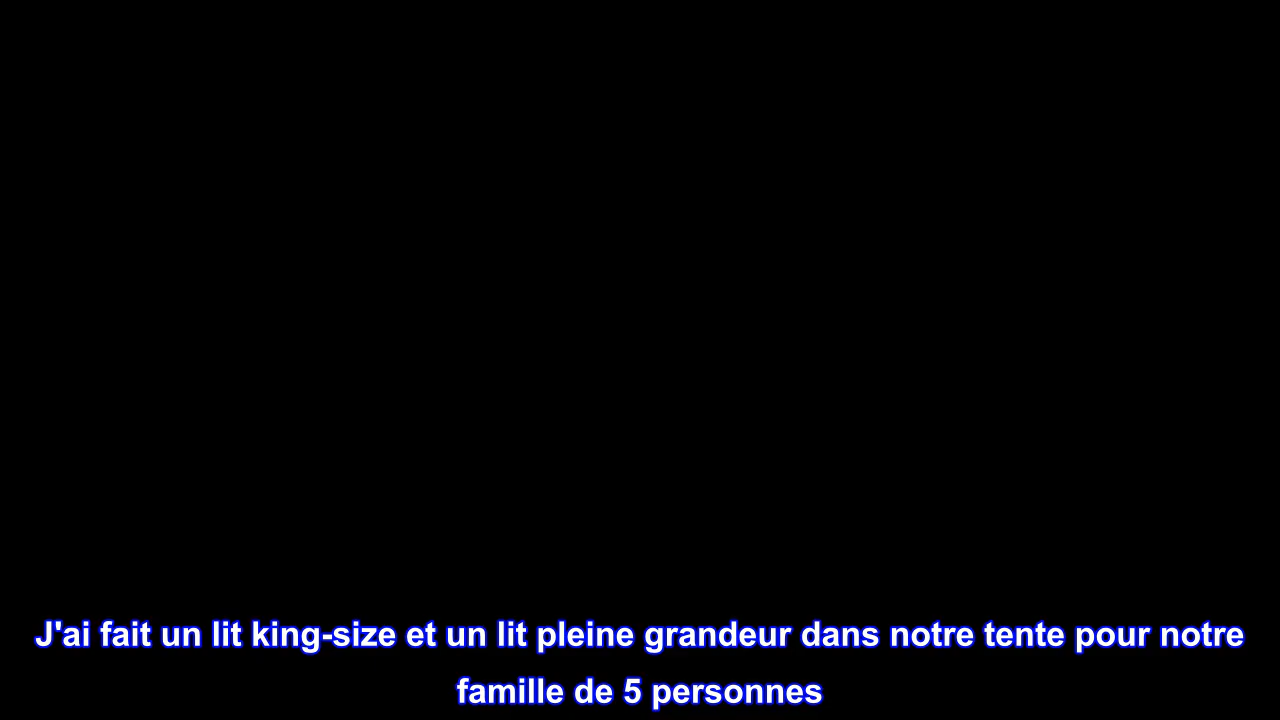 J'ai fait un lit king-size et un lit pleine grandeur dans notre tente pour notre
famille de 5 personnes